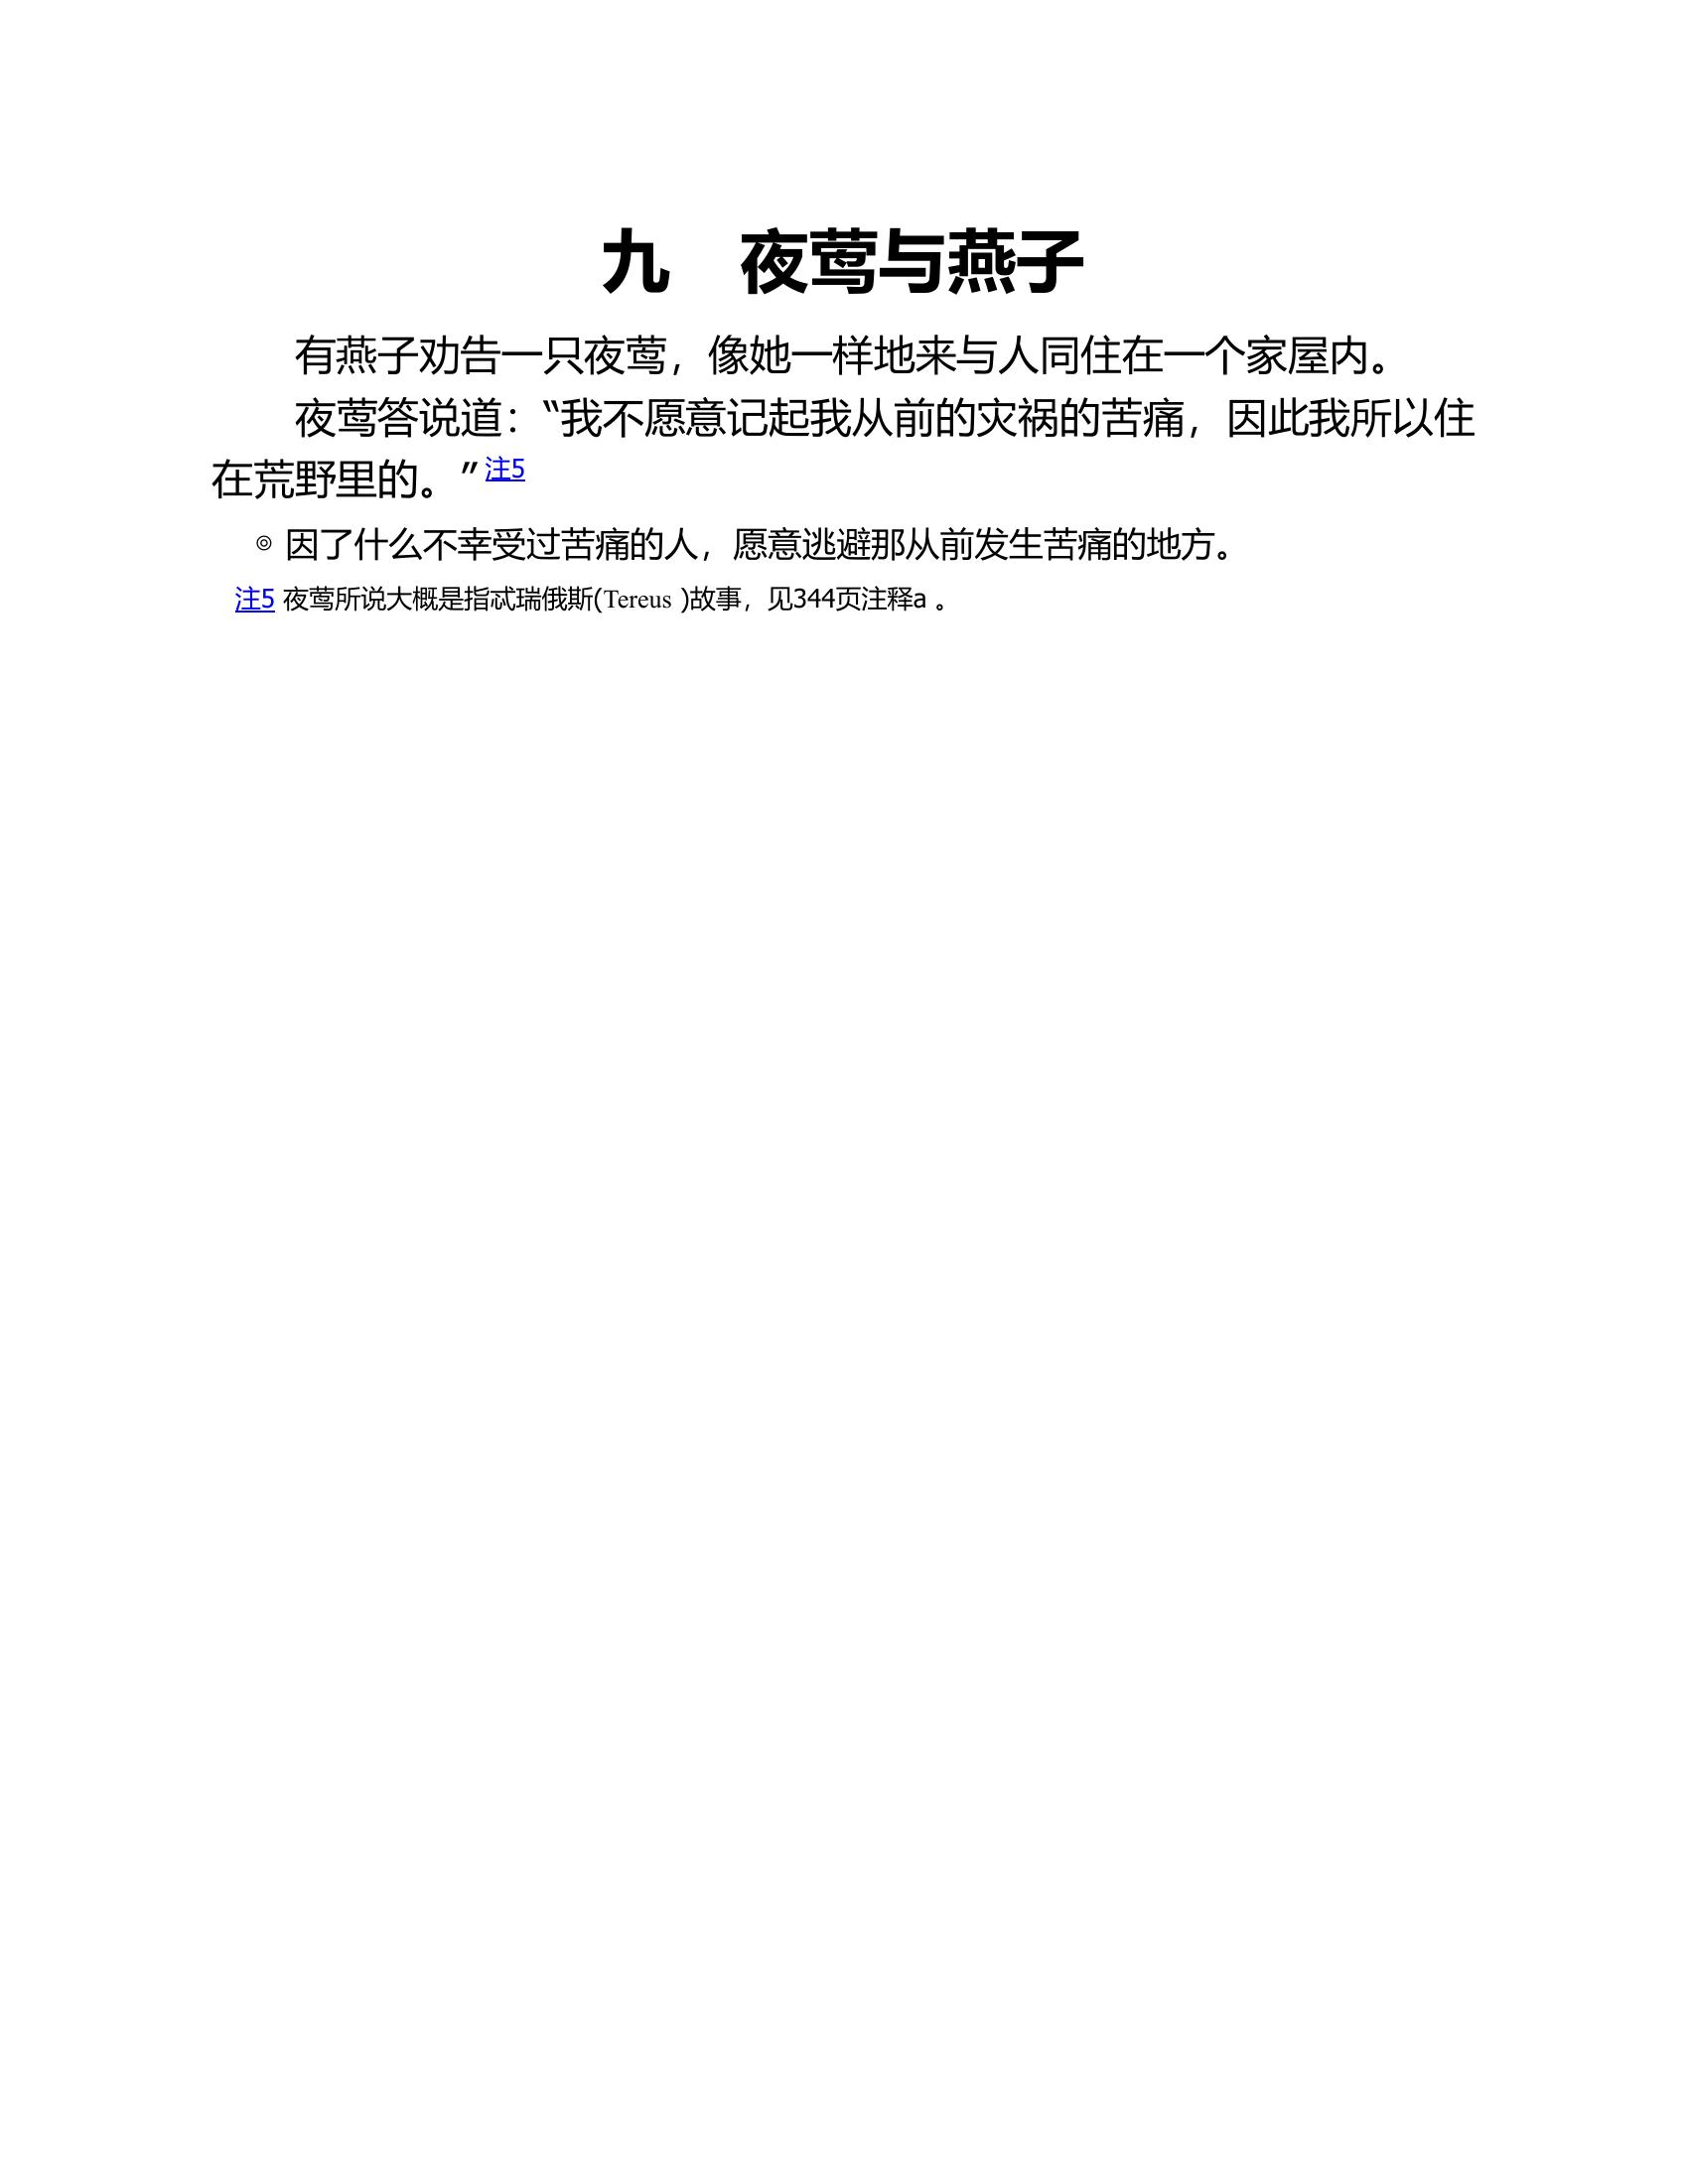 九　夜莺与燕子
有燕子劝告一只夜莺，像她一样地来与人同住在一个家屋内。
夜莺答说道：“我不愿意记起我从前的灾祸的苦痛，因此我所以住
在荒野里的。”注5
◎ 因了什么不幸受过苦痛的人，愿意逃避那从前发生苦痛的地方。
注5 夜莺所说大概是指忒瑞俄斯(Tereus )故事，见344页注释a 。